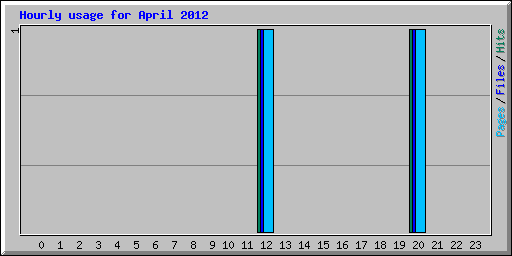 Hourly usage for April 2012
1
Pages/Files/Hits
0 1 2 3 4 5 6 7 8 9 10 11 12 13 14 15 16 17 18 19 20 21 22 23